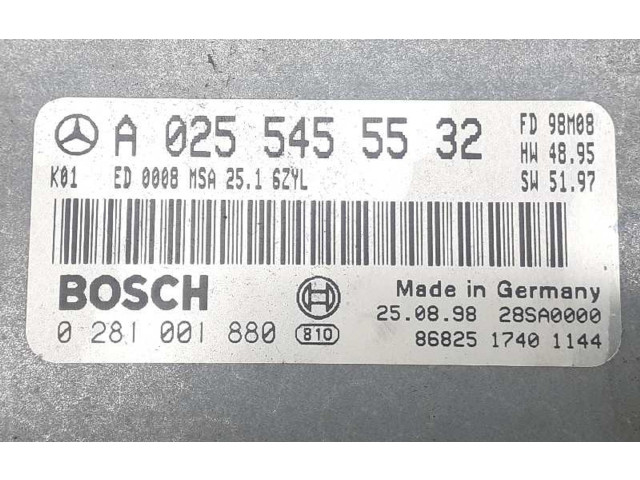 A 025 545 55 32 FD 98M08
HW 48.95
K01 ED 0008 MSA 25.1 6ZYL SW 51.97
BOSCH Made in Germany
25.08.98 28SA0000
0 281 001 880 810 86825 1740 1144